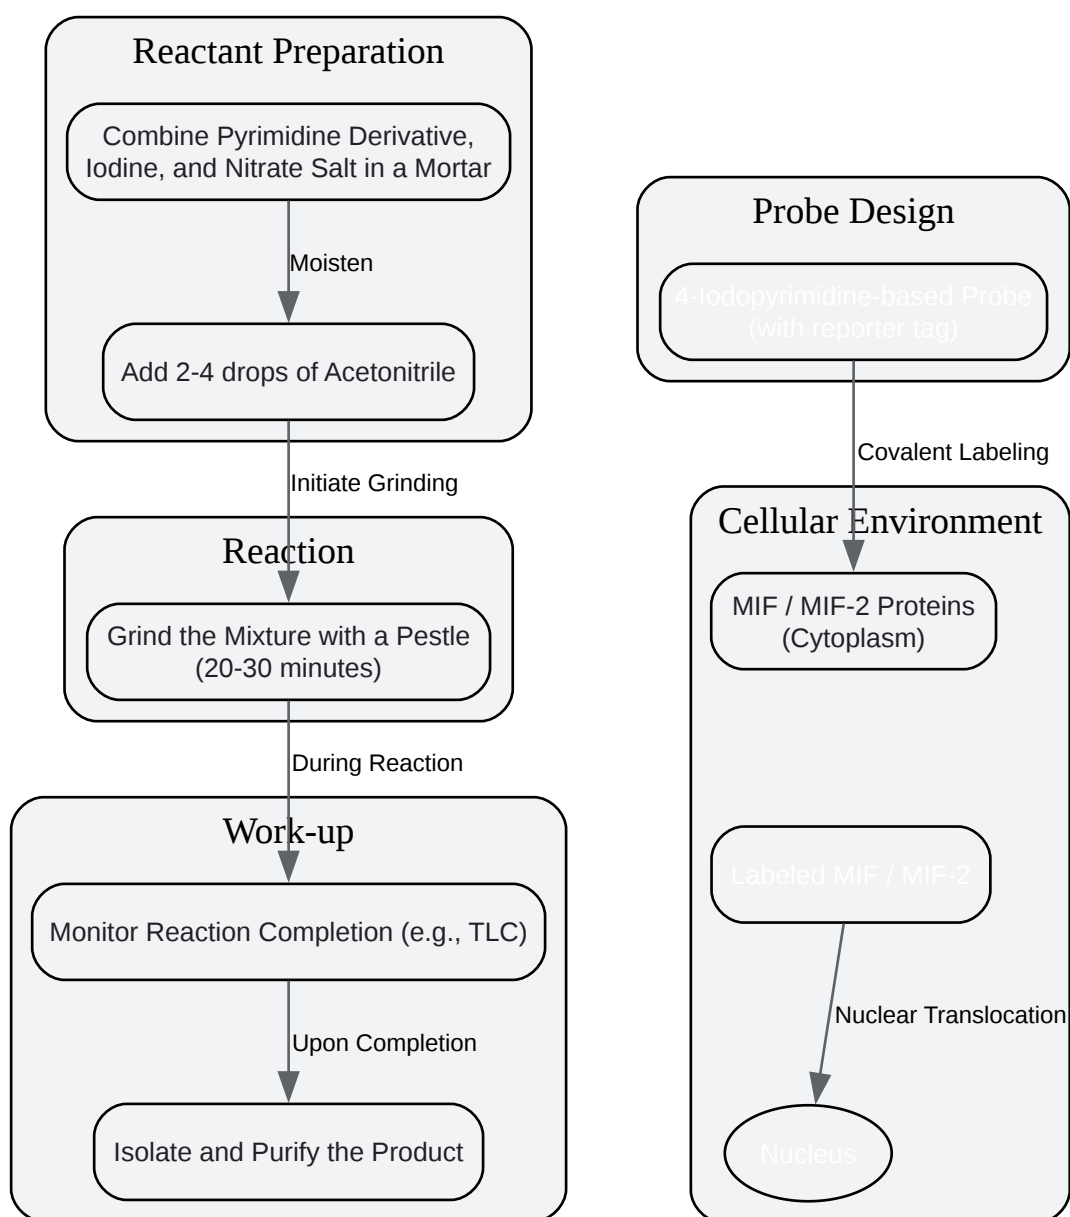 Reactant Preparation
Combine Pyrimidine Derivative,
Iodine, and Nitrate Salt in a Mortar
Moisten
Add 2-4 drops of Acetonitrile
Initiate Grinding
Reaction
Grind the Mixture with a Pestle
(20-30 minutes)
During Reaction
Work-up
Monitor Reaction Completion (e.g., TLC)
Upon Completion
Isolate and Purify the Product
Probe Design
4-Iodopyrimidine-based Probe
(with reporter tag)
Covalent Labeling
Cellular Environment
MIF / MIF-2 Proteins
(Cytoplasm)
Labeled MIF / MIF-2
Nuclear Translocation
Nucleus